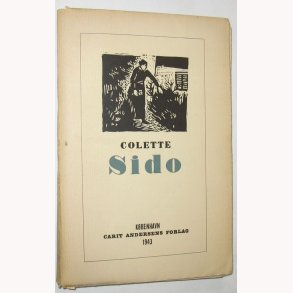 COLETTE
Sido
KØBENHAVN
CARIT ANDERSENS FORLAG
1943